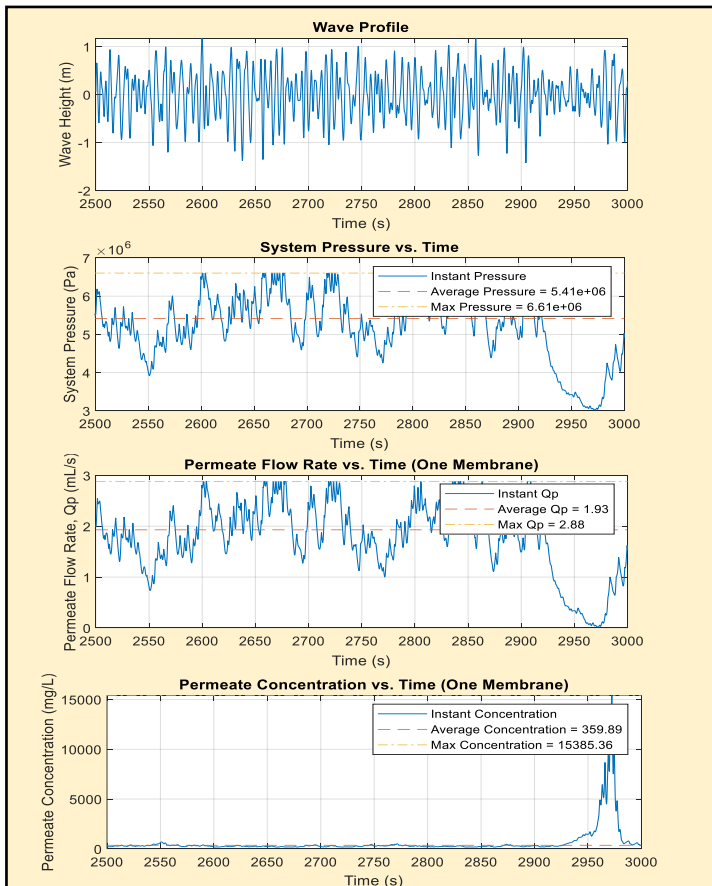 Wave Profile
1
0
-1
-2
Wave Height (m)
2500 2550 2600 2650 2700 2750 2800 2850 2900 2950 3000
Time (s)
System Pressure vs. Time
× 10^6
7
6
5
4
3
System Pressure (Pa)
Instant Pressure
Average Pressure = 5.41e+06
Max Pressure = 6.61e+06
2500 2550 2600 2650 2700 2750 2800 2850 2900 2950 3000
Time (s)
Permeate Flow Rate vs. Time (One Membrane)
3
2
1
0
Permeate Flow Rate, Qp (mL/s)
Instant Qp
Average Qp = 1.93
Max Qp = 2.88
2500 2550 2600 2650 2700 2750 2800 2850 2900 2950 3000
Time (s)
Permeate Concentration vs. Time (One Membrane)
15000
10000
5000
0
Permeate Concentration (mg/L)
Instant Concentration
Average Concentration = 359.89
Max Concentration = 15385.36
2500 2550 2600 2650 2700 2750 2800 2850 2900 2950 3000
Time (s)